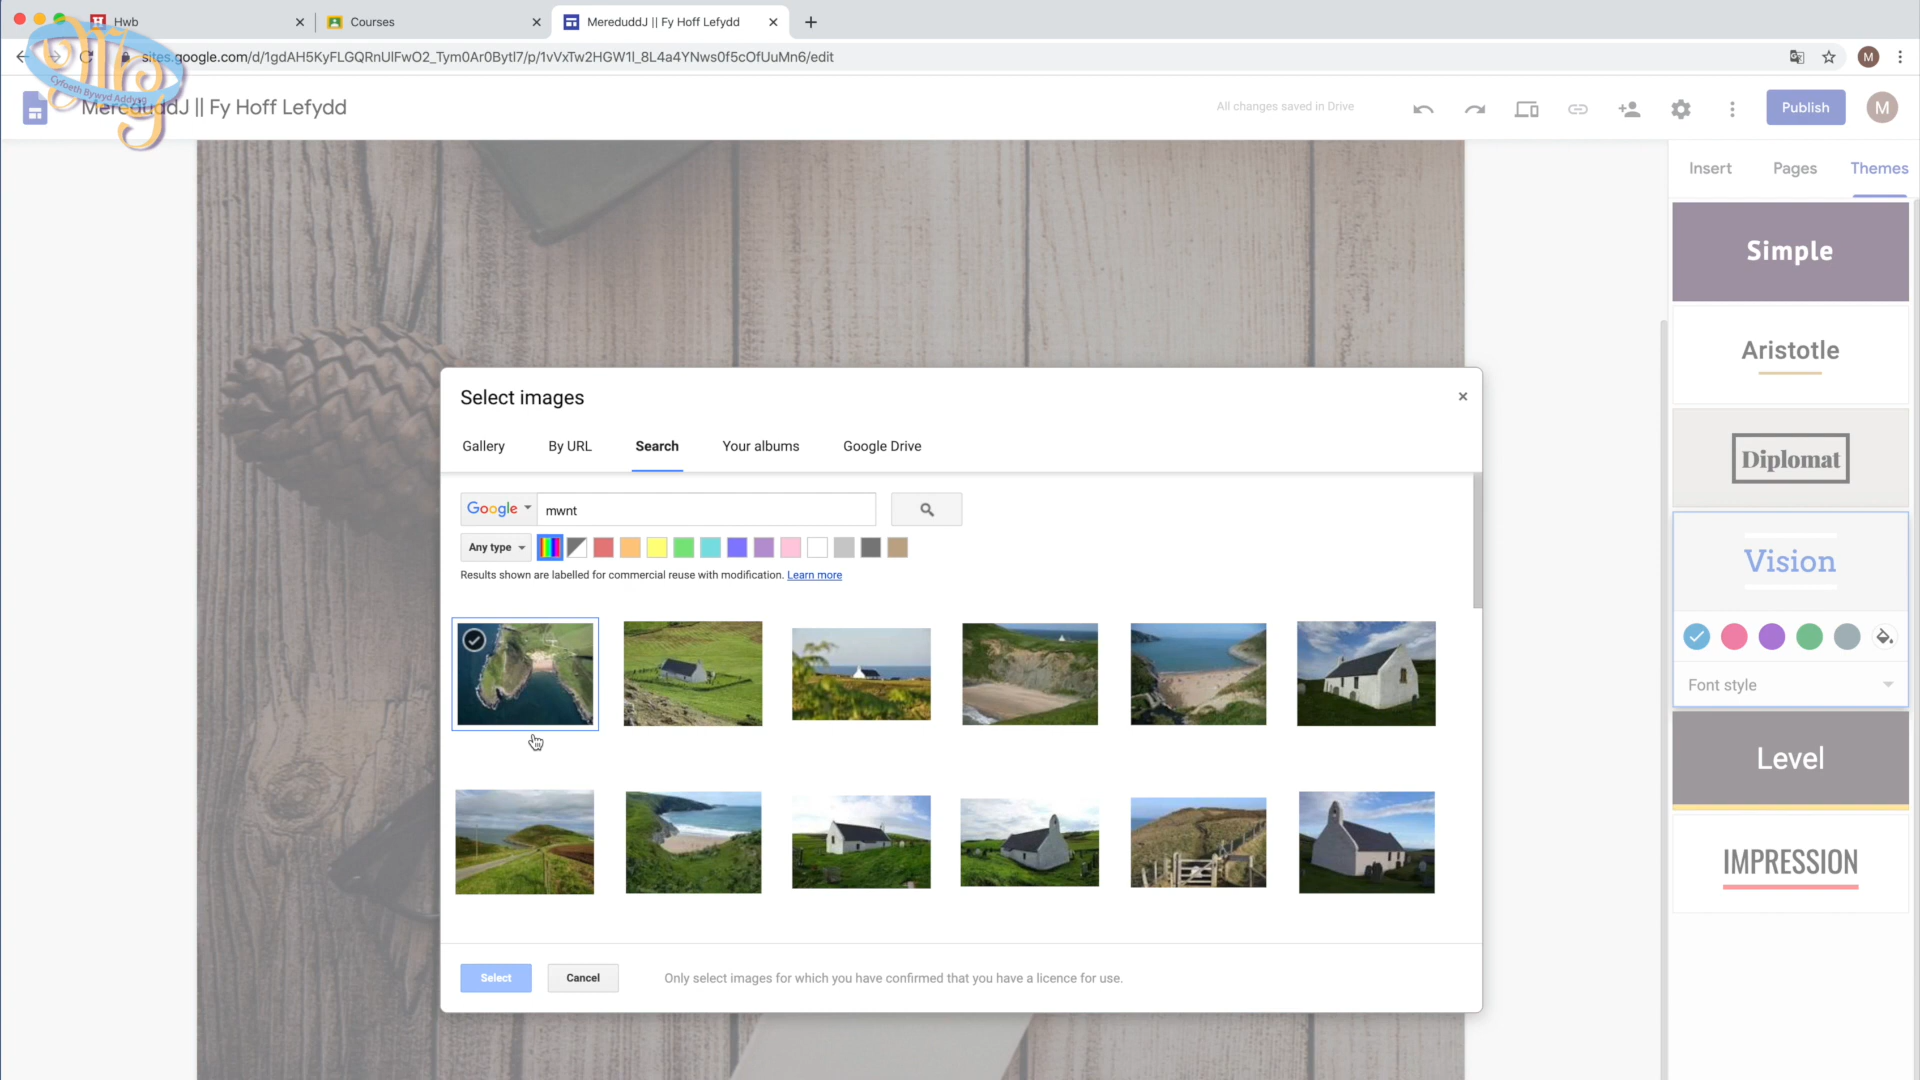 Hwb
Courses
MereduddJ || Fy Hoff Lefydd
sites.google.com/d/1gdAH5KyFLGQRnUlFwO2_Tym0Ar0BytI7/p/1vVxTw2HGW1l_8L4a4YNws0f5cOfUuMn6/edit
M
Cyfoeth Bywyd Addysg
MereduddJ || Fy Hoff Lefydd
All changes saved in Drive
Publish
M
Insert
Pages
Themes
Simple
Aristotle
Diplomat
Vision
Font style
Level
IMPRESSION
Select images
Gallery
By URL
Search
Your albums
Google Drive
Google
mwnt
Any type
Results shown are labelled for commercial reuse with modification. Learn more
Select
Cancel
Only select images for which you have confirmed that you have a licence for use.